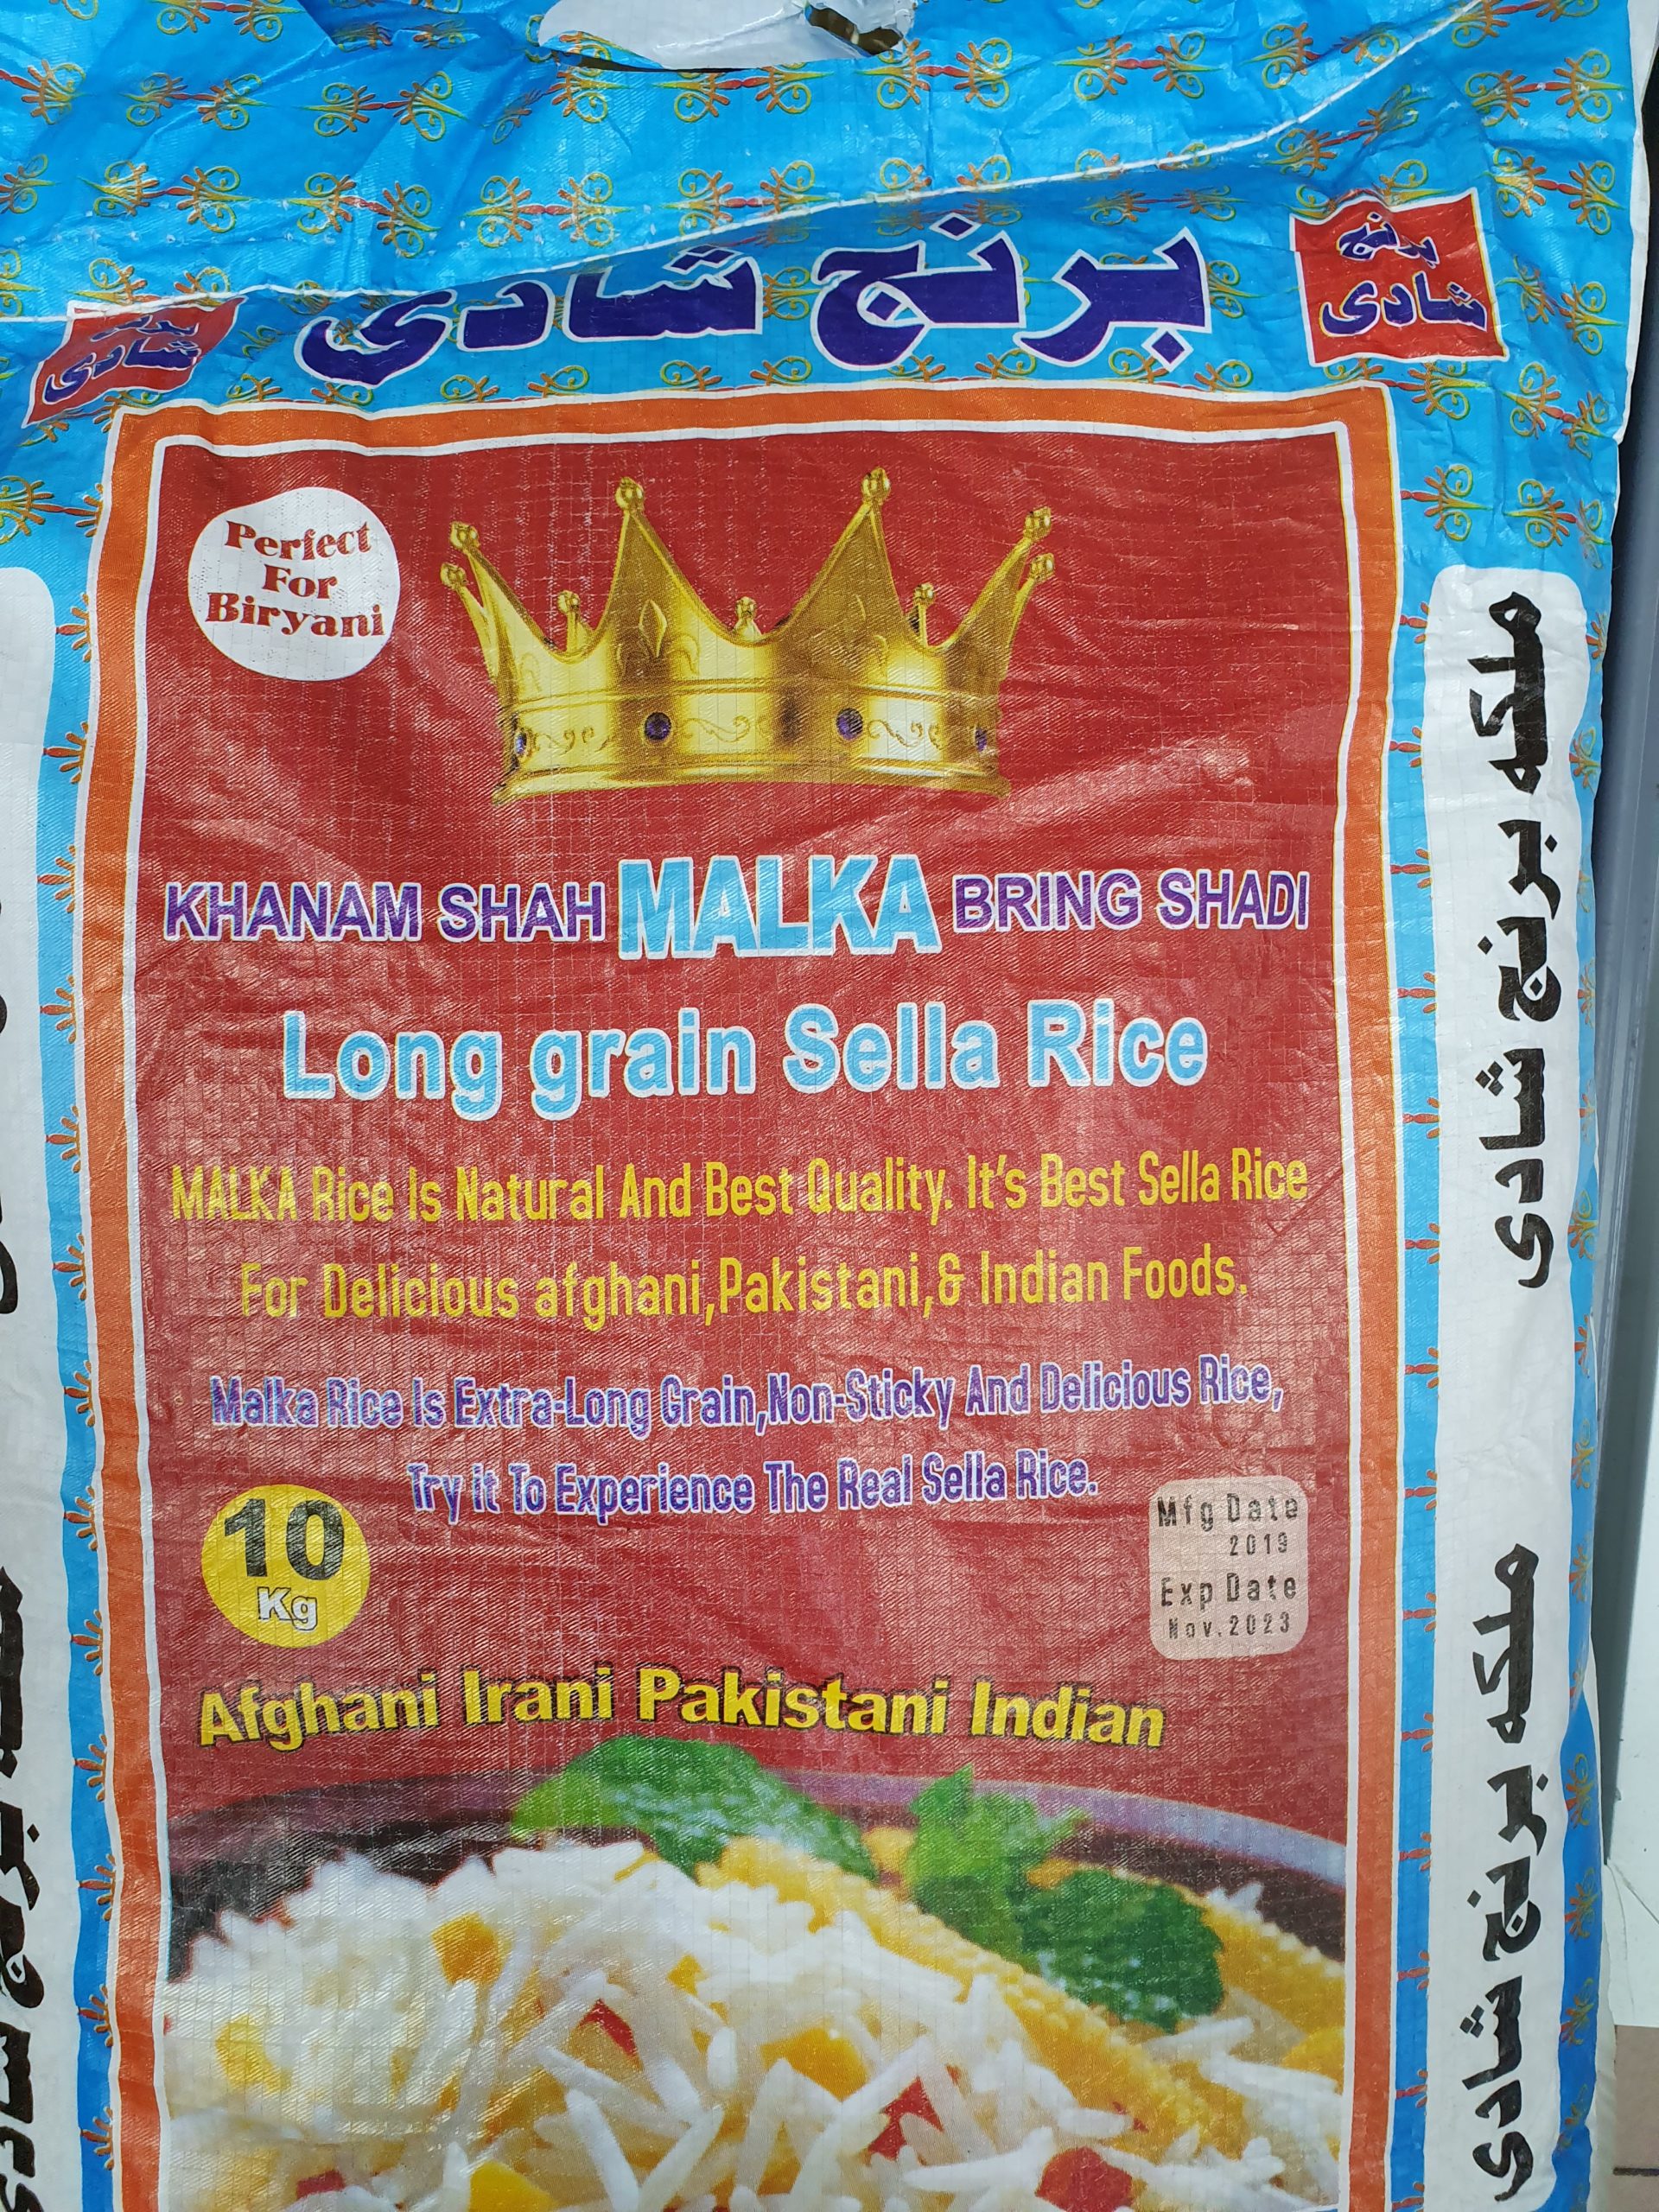 برنج شادی
برنج
شادی
برنج
شادی
Perfect
For
Biryani
KHANAM SHAH MALKA BRING SHADI
Long grain Sella Rice
MALKA Rice Is Natural And Best Quality. It's Best Sella Rice
For Delicious afghani,Pakistani,& Indian Foods.
Malka Rice Is Extra-Long Grain,Non-Sticky And Delicious Rice,
Try it To Experience The Real Sella Rice.
10
Kg
Mfg Date
2019
Exp Date
Nov.2023
Afghani Irani Pakistani Indian
ملکه برنج شادی
ملکه برنج شادی